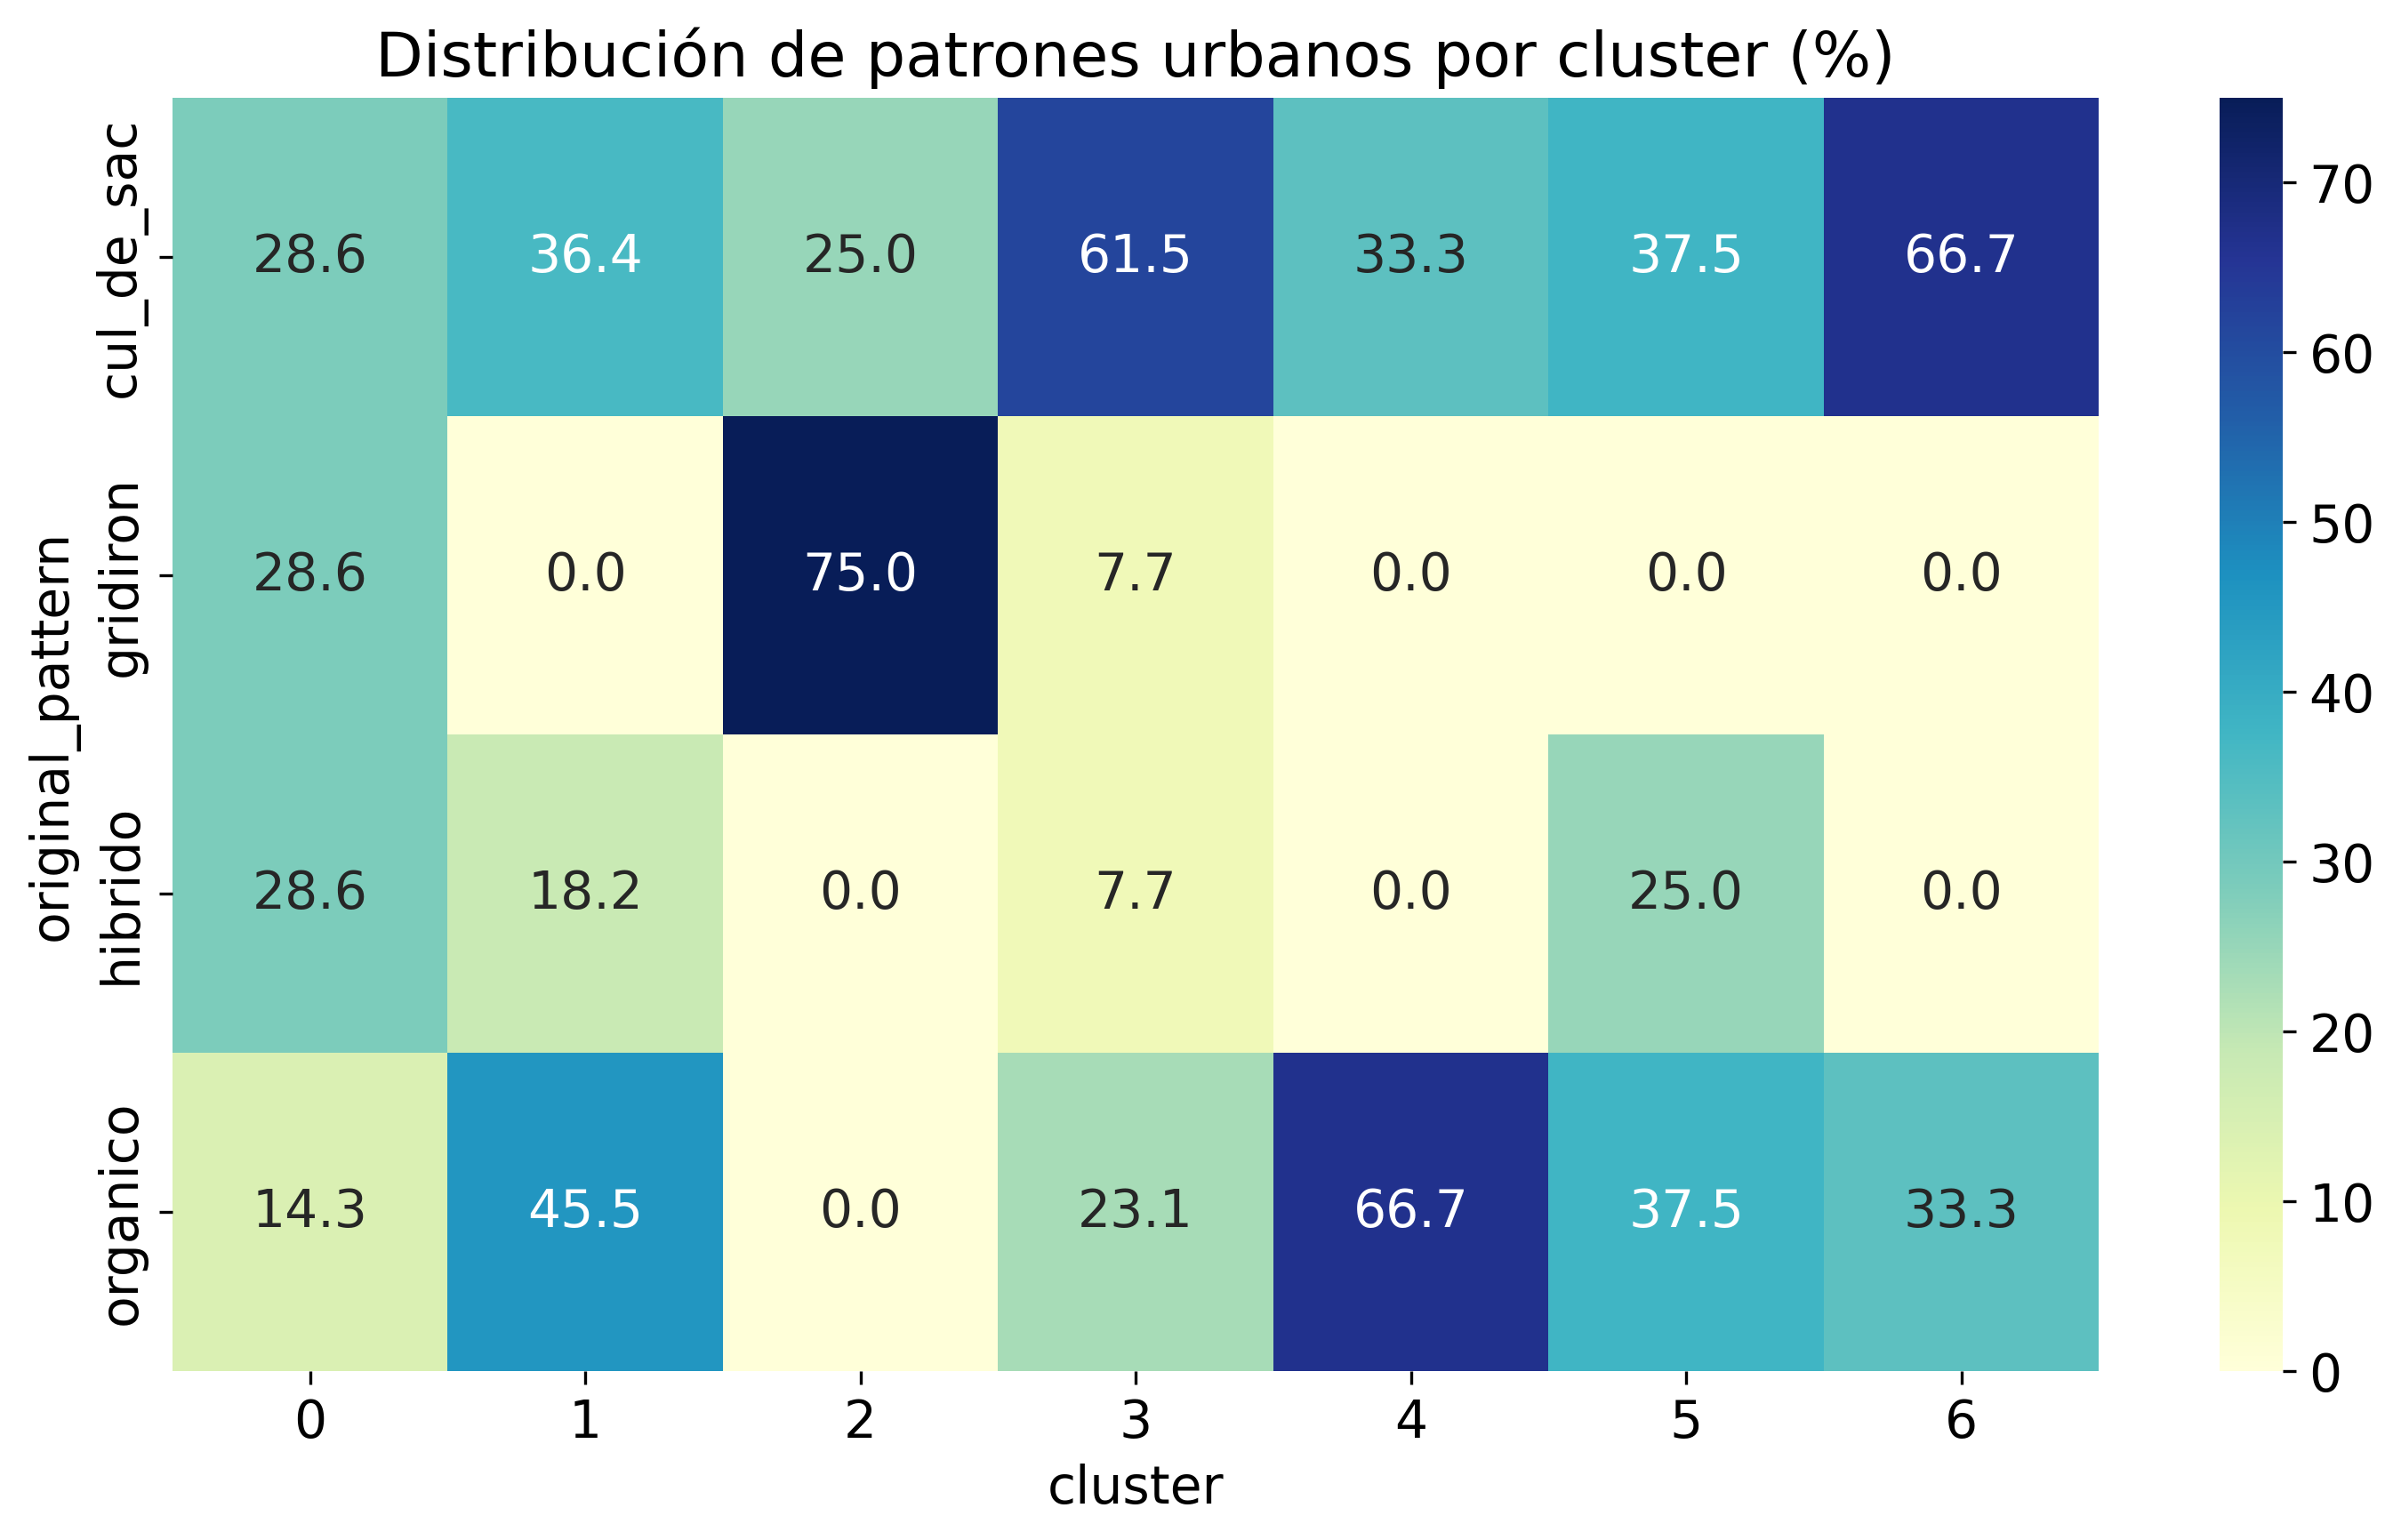 Distribución de patrones urbanos por cluster (%)
original_pattern
cul_de_sac
28.6 36.4 25.0 61.5 33.3 37.5 66.7
gridiron
28.6 0.0 75.0 7.7 0.0 0.0 0.0
hibrido
28.6 18.2 0.0 7.7 0.0 25.0 0.0
organico
14.3 45.5 0.0 23.1 66.7 37.5 33.3
0 1 2 3 4 5 6
cluster
70
60
50
40
30
20
10
0